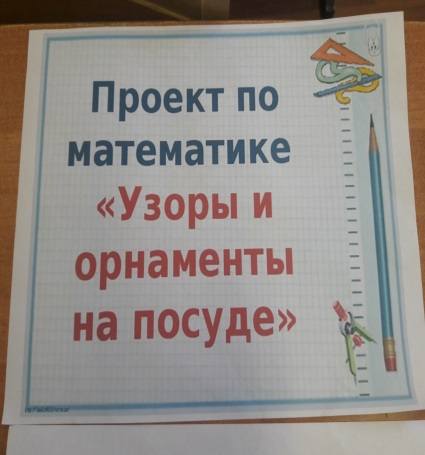 Проект по
математике
«Узоры и
орнаменты
на посуде»